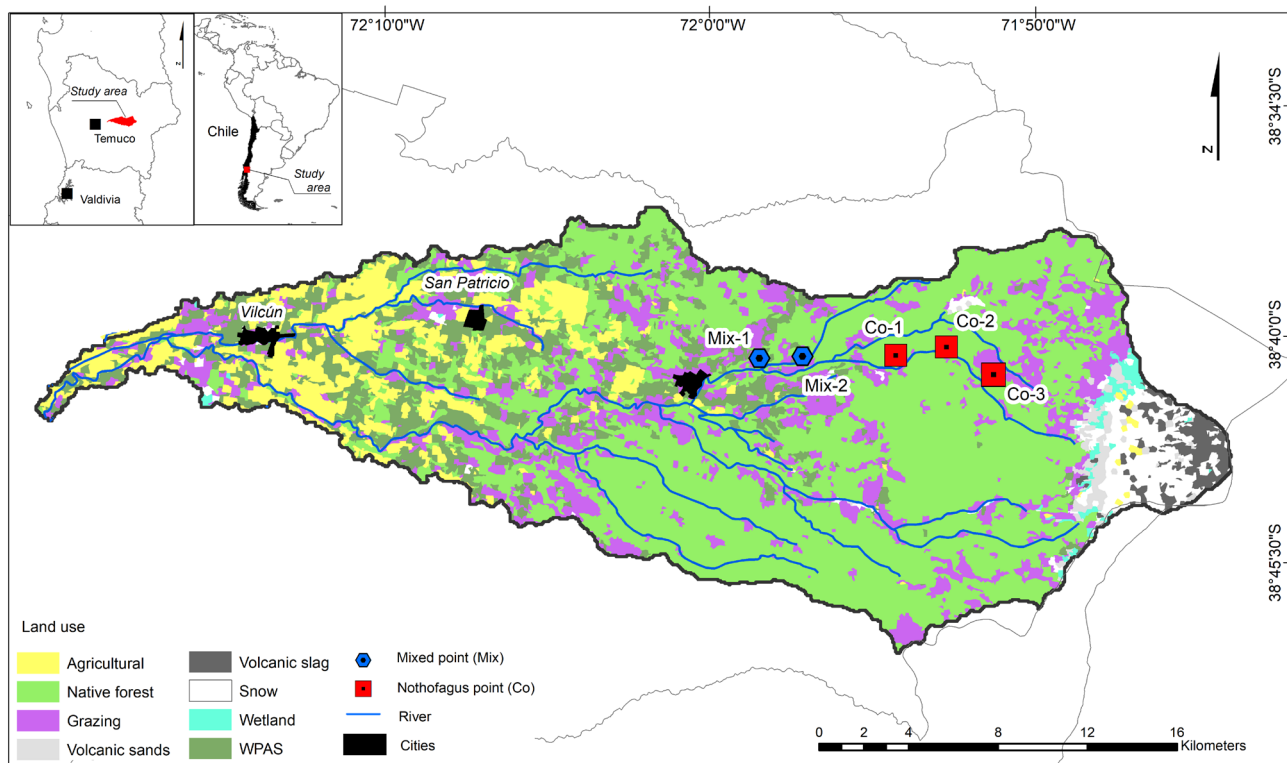 72°10'0"W
72°0'0"W
71°50'0"W
z
Study area
Temuco
Valdivia
Chile
Study
area
z
38°34'30"S
38°40'0"S
38°45'30"S
Vilcún
San Patricio
Mix-1
Mix-2
Co-1
Co-2
Co-3
Land use
Agricultural
Native forest
Grazing
Volcanic sands
Volcanic slag
Snow
Wetland
WPAS
Mixed point (Mix)
Nothofagus point (Co)
River
Cities
0 2 4 8 12 16
Kilometers